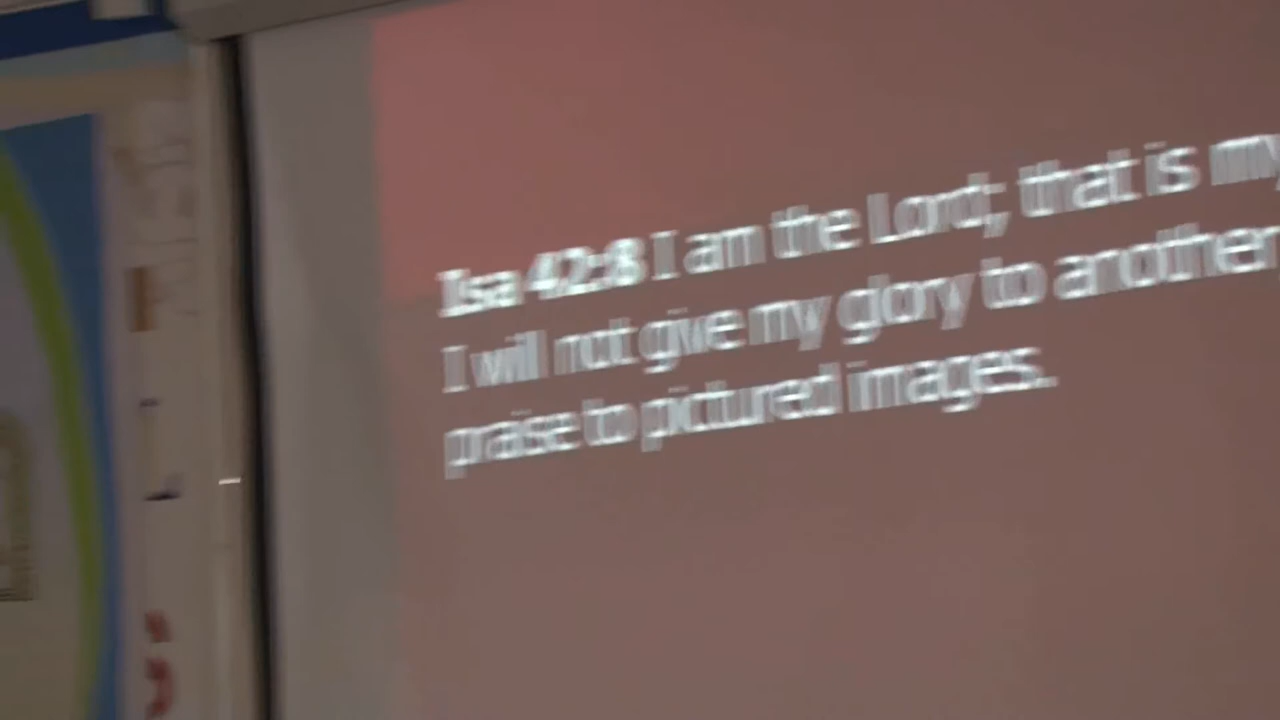 Isa 42:8 I am the Lord; that is my
I will not give my glory to another
praise to pictured images.